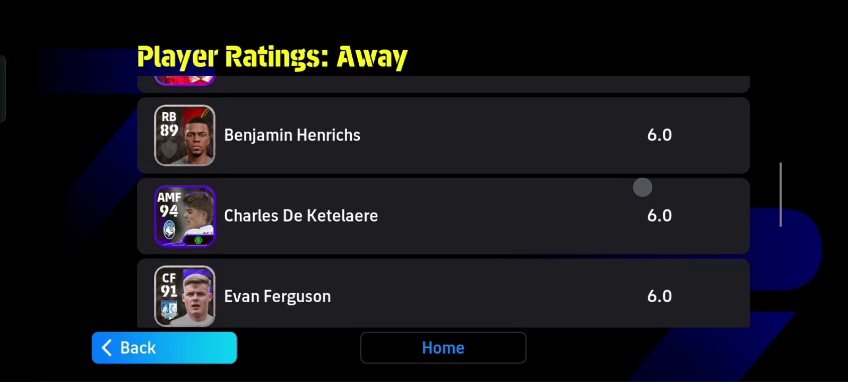 Player Ratings: Away
RB
89
Benjamin Henrichs
6.0
AMF
94
Charles De Ketelaere
6.0
CF
91
Evan Ferguson
6.0
Back
Home